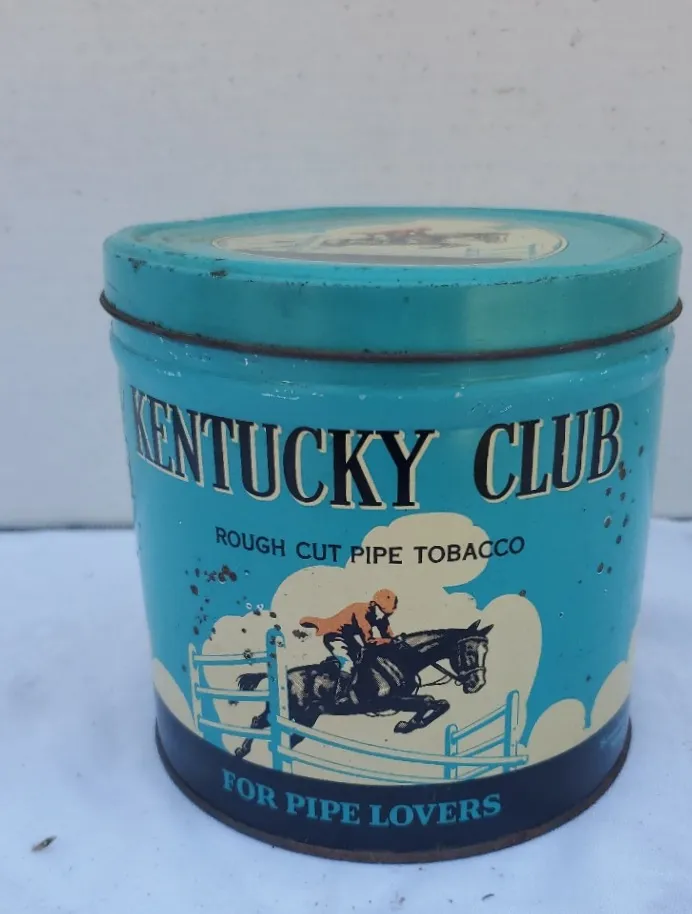 KENTUCKY CLUB
ROUGH CUT PIPE TOBACCO
FOR PIPE LOVERS